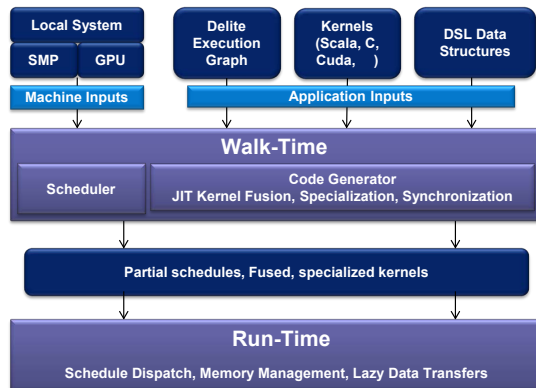 Local System
SMP
GPU
Delite
Execution
Graph
Kernels
(Scala, C,
Cuda, )
DSL Data
Structures
Machine Inputs
Application Inputs
Walk-Time
Scheduler
Code Generator
JIT Kernel Fusion, Specialization, Synchronization
Partial schedules, Fused, specialized kernels
Run-Time
Schedule Dispatch, Memory Management, Lazy Data Transfers